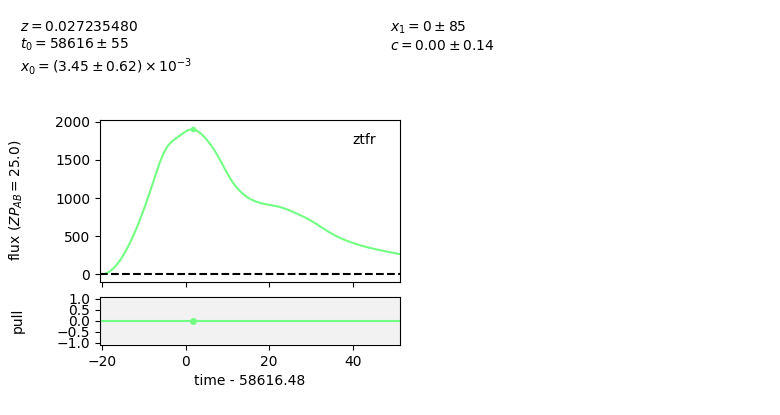 z = 0.027235480
t₀ = 58616 ± 55
x₀ = (3.45 ± 0.62) × 10⁻³
x₁ = 0 ± 85
c = 0.00 ± 0.14
ztfr
flux (ZP_AB = 25.0)
2000
1500
1000
500
0
pull
1.0
0.5
0.0
−0.5
−1.0
−20 0 20 40
time - 58616.48